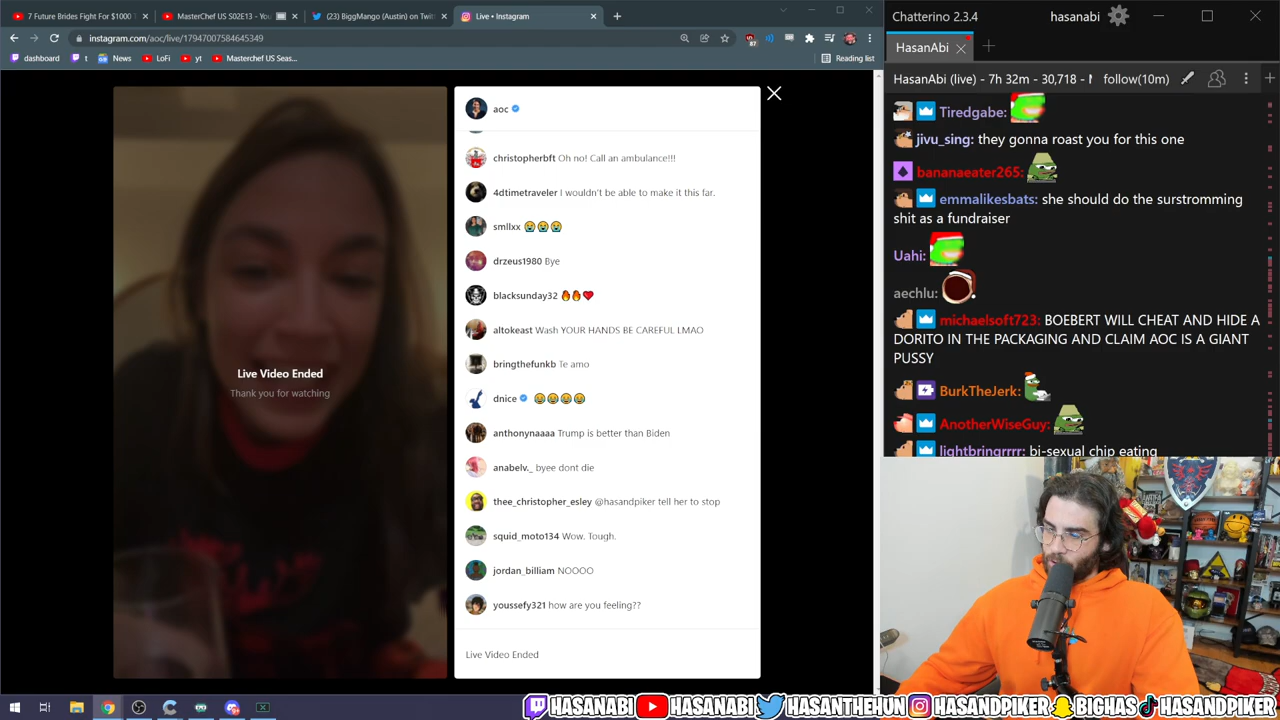 7 Future Brides Fight For $1000
MasterChef US S02E13 - You
(23) BiggMango (Austin) on Twit
Live • Instagram
instagram.com/aoc/live/17947007584645349
87
dashboard
t
News
LoFi
yt
Masterchef US Seas...
Reading list
aoc
christopherbft Oh no! Call an ambulance!!!
4dtimetraveler I wouldn't be able to make it this far.
smllxx 😭😭😭
drzeus1980 Bye
blacksunday32 🔥🔥❤️
altokeast Wash YOUR HANDS BE CAREFUL LMAO
bringthefunkb Te amo
dnice 😂😂😂😂
anthonynaaaa Trump is better than Biden
anabelv._ byee dont die
thee_christopher_esley @hasandpiker tell her to stop
squid_moto134 Wow. Tough.
jordan_billiam NOOOO
youssefy321 how are you feeling??
Live Video Ended
Live Video Ended
Thank you for watching
Chatterino 2.3.4
hasanabi
HasanAbi
HasanAbi (live) - 7h 32m - 30,718 -
follow(10m)
Tiredgabe:
jivu_sing: they gonna roast you for this one
bananaeater265:
emmalikesbats: she should do the surstromming
shit as a fundraiser
Uahi:
aechlu:
michaelsoft723: BOEBERT WILL CHEAT AND HIDE A
DORITO IN THE PACKAGING AND CLAIM AOC IS A GIANT
PUSSY
BurkTheJerk:
AnotherWiseGuy:
lightbringrrrr: bi-sexual chip eating
HASANABI HASANABI HASANTHEHUN HASANDPIKER BIGHAS HASANDPIKER